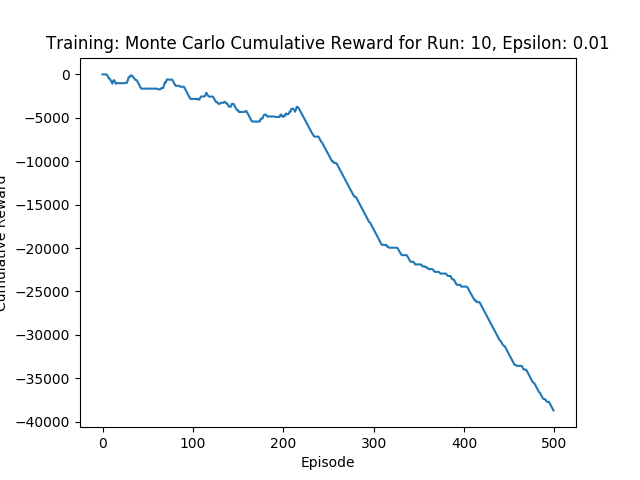 Training: Monte Carlo Cumulative Reward for Run: 10, Epsilon: 0.01
0
−5000
−10000
−15000
−20000
−25000
−30000
−35000
−40000
Cumulative Reward
0 100 200 300 400 500
Episode